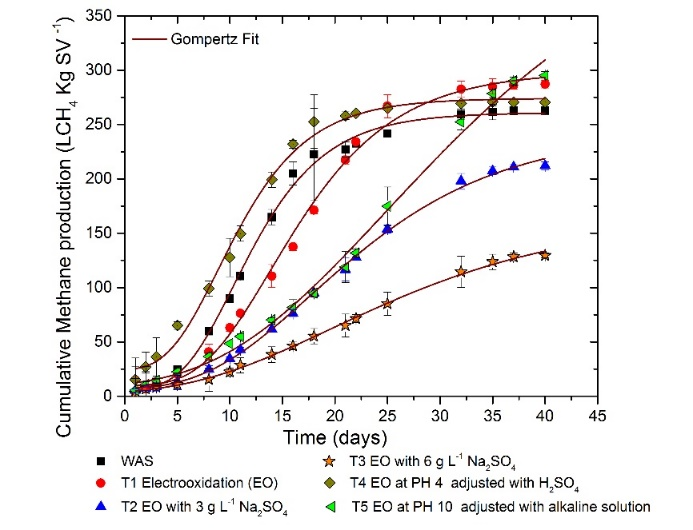 350
300
250
200
150
100
50
0
Cumulative Methane production (LCH₄ Kg SV ⁻¹)
Gompertz Fit
0 5 10 15 20 25 30 35 40 45
Time (days)
WAS
T3 EO with 6 g L⁻¹ Na₂SO₄
T1 Electrooxidation (EO)
T4 EO at PH 4 adjusted with H₂SO₄
T2 EO with 3 g L⁻¹ Na₂SO₄
T5 EO at PH 10 adjusted with alkaline solution